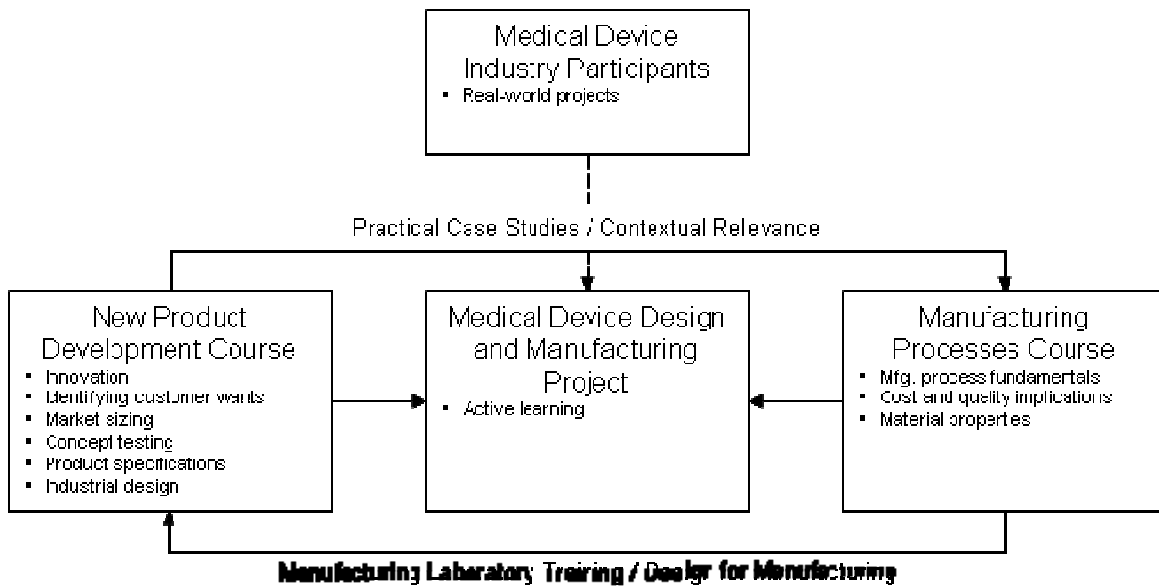 Medical Device
Industry Participants
▪ Real-world projects
Practical Case Studies / Contextual Relevance
New Product
Development Course
▪ Innovation
▪ Identifying customer wants
▪ Market sizing
▪ Concept testing
▪ Product specifications
▪ Industrial design
Medical Device Design
and Manufacturing
Project
▪ Active learning
Manufacturing
Processes Course
▪ Mfg. process fundamentals
▪ Cost and quality implications
▪ Material properties
Manufacturing Laboratory Training / Design for Manufacturing